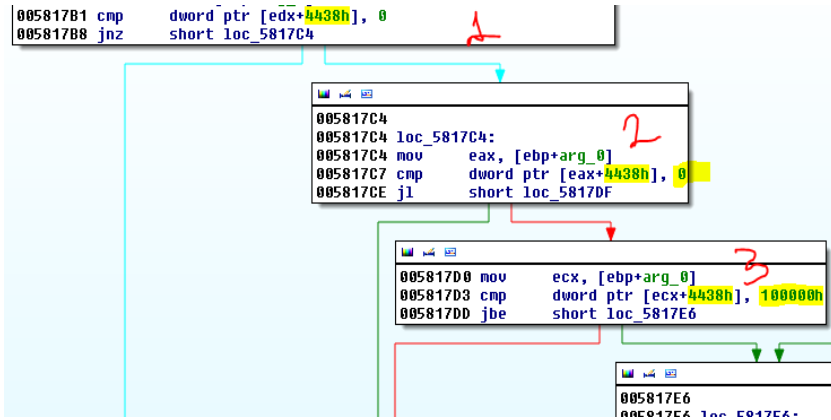 005817B1 cmp dword ptr [edx+4438h], 0
005817B8 jnz short loc_5817C4
1
005817C4
005817C4 loc_5817C4:
005817C4 mov eax, [ebp+arg_0]
005817C7 cmp dword ptr [eax+4438h], 0
005817CE jl short loc_5817DF
2
005817D0 mov ecx, [ebp+arg_0]
005817D3 cmp dword ptr [ecx+4438h], 100000h
005817DD jbe short loc_5817E6
3
005817E6
005817E6 loc_5817E6: